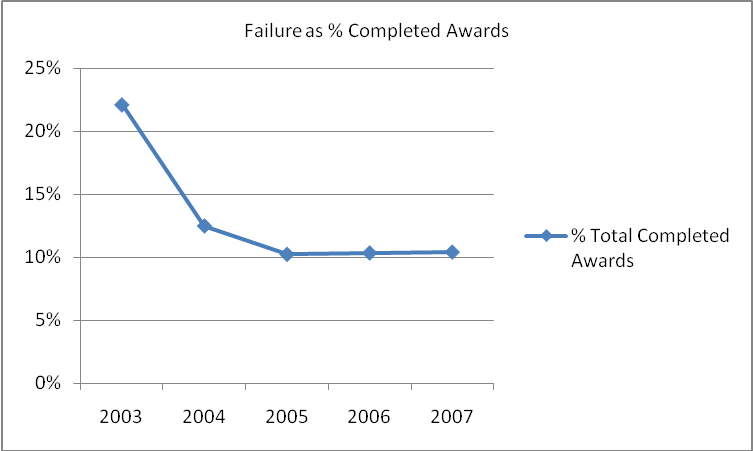 Failure as % Completed Awards
25%
20%
15%
10%
5%
0%
2003 2004 2005 2006 2007
% Total Completed
Awards